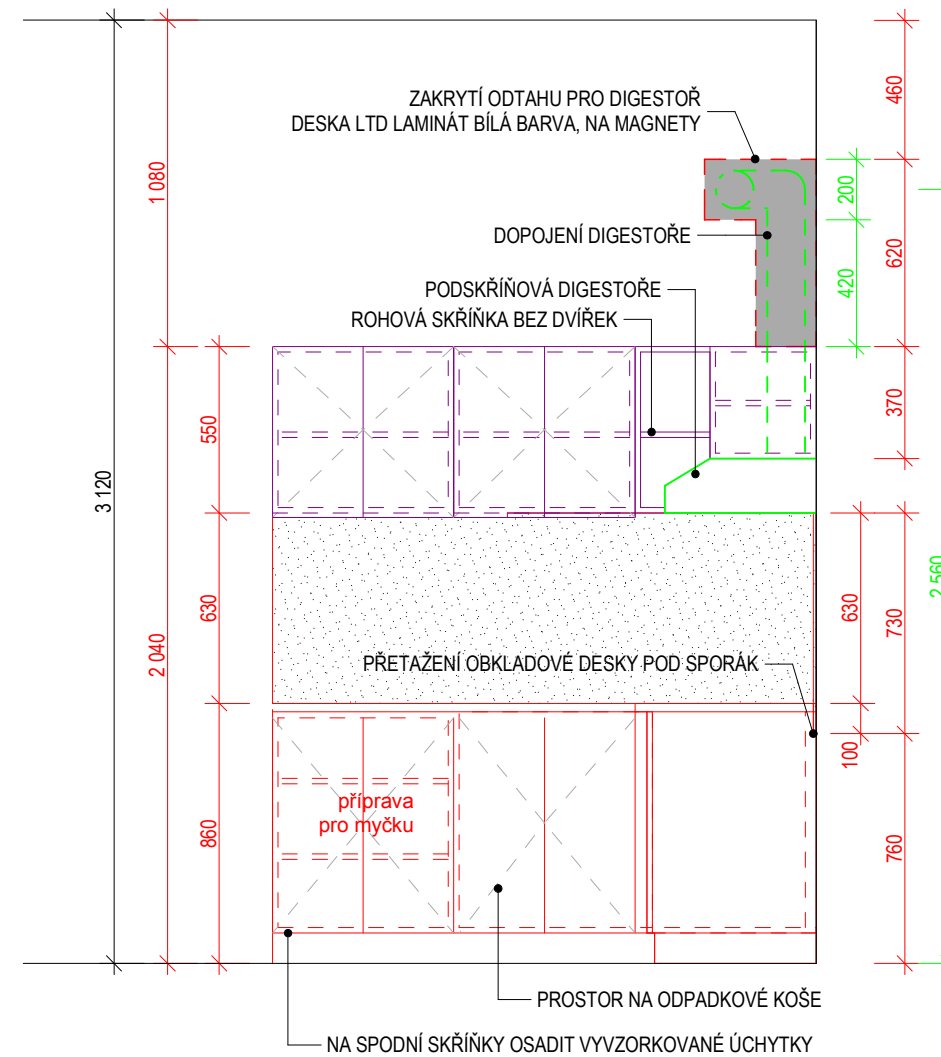 460
ZAKRYTÍ ODTAHU PRO DIGESTOŘ
DESKA LTD LAMINÁT BÍLÁ BARVA, NA MAGNETY
1 080
200
DOPOJENÍ DIGESTOŘE
620
420
PODSKŘÍŇOVÁ DIGESTOŘE
ROHOVÁ SKŘÍŇKA BEZ DVÍŘEK
550
370
3 120
2 560
630
630
730
2 040
PŘETAŽENÍ OBKLADOVÉ DESKY POD SPORÁK
100
příprava
pro myčku
860
760
PROSTOR NA ODPADKOVÉ KOŠE
NA SPODNÍ SKŘÍŇKY OSADIT VYVZORKOVANÉ ÚCHYTKY